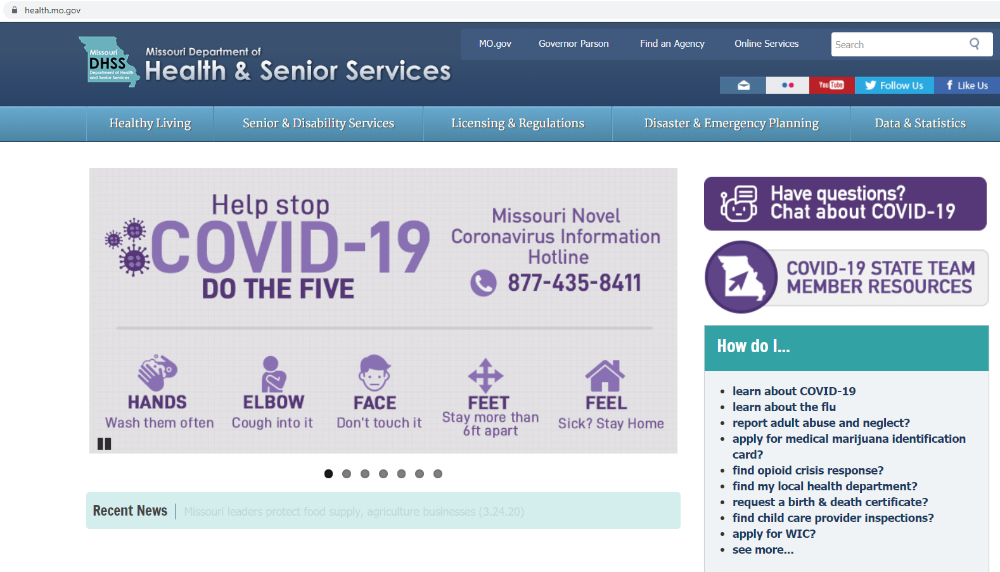 health.mo.gov
Missouri
DHSS
Department of Health
and Senior Services
Missouri Department of
Health & Senior Services
MO.gov
Governor Parson
Find an Agency
Online Services
Search
You Tube
Follow Us
f Like Us
Healthy Living
Senior & Disability Services
Licensing & Regulations
Disaster & Emergency Planning
Data & Statistics
Help stop
COVID-19
DO THE FIVE
Missouri Novel
Coronavirus Information
Hotline
877-435-8411
HANDS
Wash them often
ELBOW
Cough into it
FACE
Don't touch it
FEET
Stay more than
6ft apart
FEEL
Sick? Stay Home
Recent News
Missouri leaders protect food supply, agriculture businesses (3.24.20)
Have questions?
Chat about COVID-19
COVID-19 STATE TEAM
MEMBER RESOURCES
How do I...
learn about COVID-19
learn about the flu
report adult abuse and neglect?
apply for medical marijuana identification
card?
find opioid crisis response?
find my local health department?
request a birth & death certificate?
find child care provider inspections?
apply for WIC?
see more...